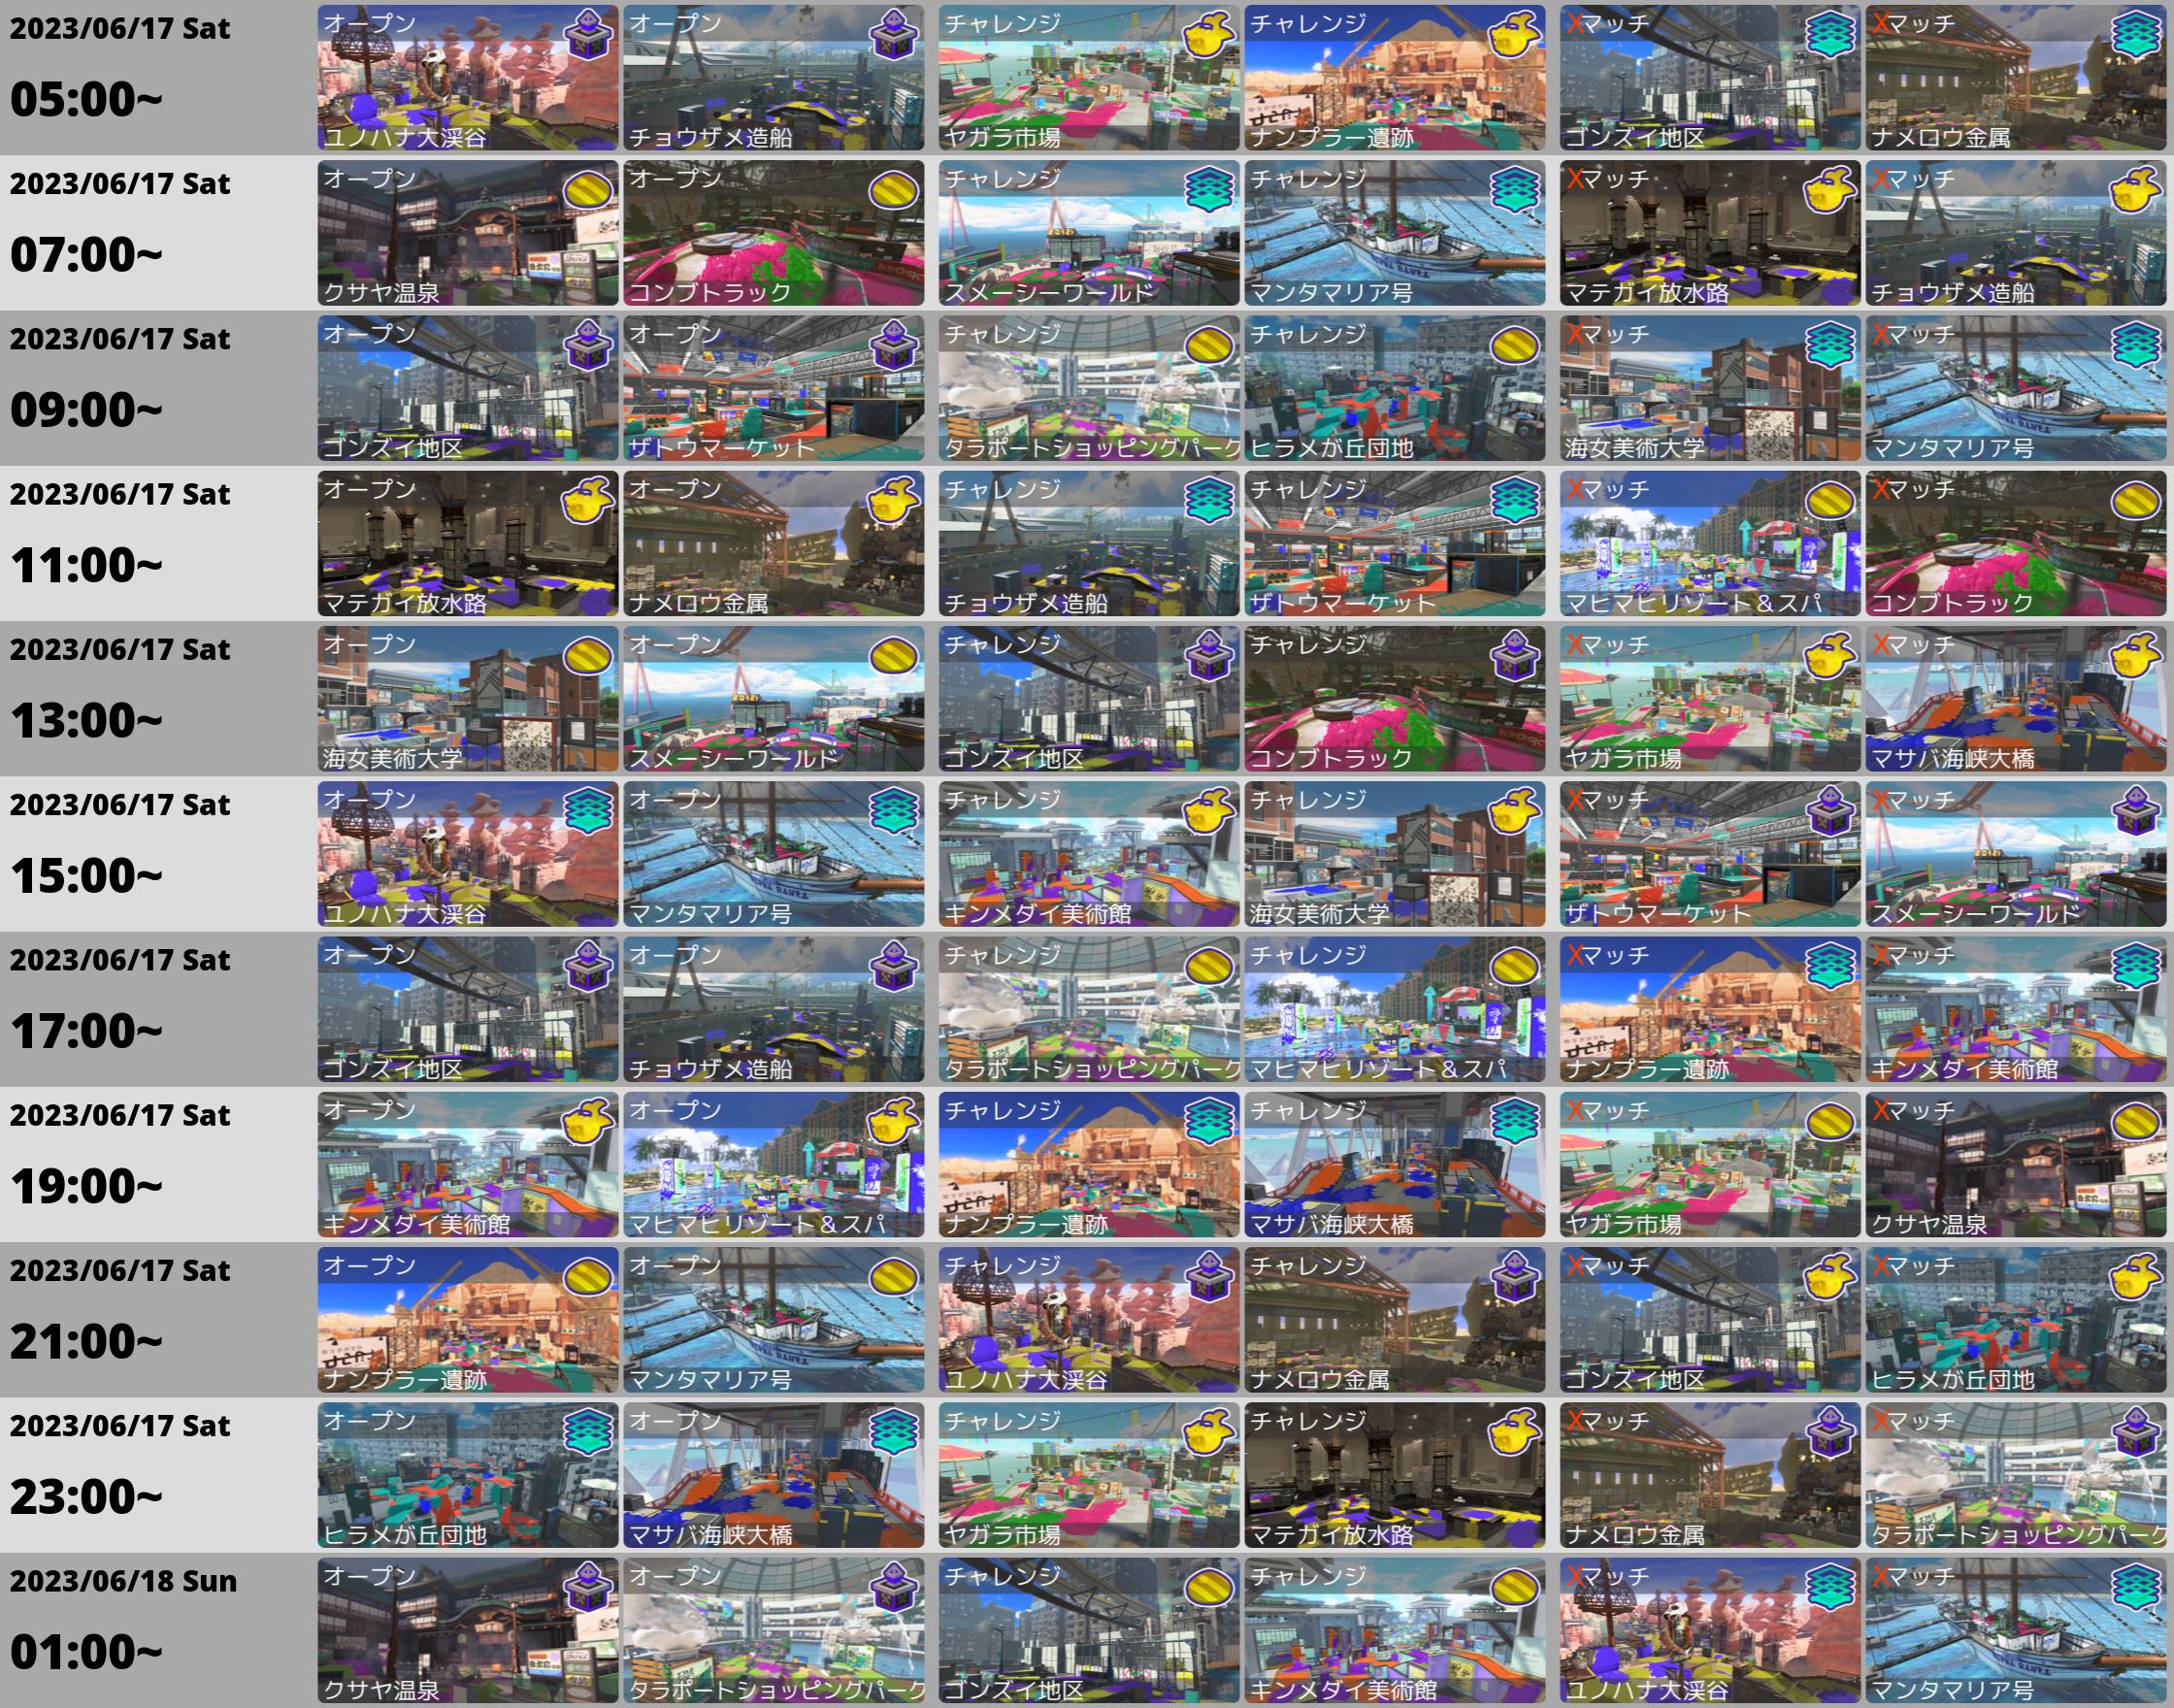 2023/06/17 Sat
05:00~
オープン
ユノハナ大渓谷
オープン
チョウザメ造船
チャレンジ
ヤガラ市場
チャレンジ
ナンプラー遺跡
Xマッチ
ゴンズイ地区
Xマッチ
ナメロウ金属
2023/06/17 Sat
07:00~
オープン
クサヤ温泉
オープン
コンブトラック
チャレンジ
スメーシーワールド
チャレンジ
マンタマリア号
Xマッチ
マテガイ放水路
Xマッチ
チョウザメ造船
2023/06/17 Sat
09:00~
オープン
ゴンズイ地区
オープン
ザトウマーケット
チャレンジ
タラポートショッピングパーク
チャレンジ
ヒラメが丘団地
Xマッチ
海女美術大学
Xマッチ
マンタマリア号
2023/06/17 Sat
11:00~
オープン
マテガイ放水路
オープン
ナメロウ金属
チャレンジ
チョウザメ造船
チャレンジ
ザトウマーケット
Xマッチ
マヒマヒリゾート&スパ
Xマッチ
コンブトラック
2023/06/17 Sat
13:00~
オープン
海女美術大学
オープン
スメーシーワールド
チャレンジ
ゴンズイ地区
チャレンジ
コンブトラック
Xマッチ
ヤガラ市場
Xマッチ
マサバ海峡大橋
2023/06/17 Sat
15:00~
オープン
ユノハナ大渓谷
オープン
マンタマリア号
チャレンジ
キンメダイ美術館
チャレンジ
海女美術大学
Xマッチ
ザトウマーケット
Xマッチ
スメーシーワールド
2023/06/17 Sat
17:00~
オープン
ゴンズイ地区
オープン
チョウザメ造船
チャレンジ
タラポートショッピングパーク
チャレンジ
マヒマヒリゾート&スパ
Xマッチ
ナンプラー遺跡
Xマッチ
キンメダイ美術館
2023/06/17 Sat
19:00~
オープン
キンメダイ美術館
オープン
マヒマヒリゾート&スパ
チャレンジ
ナンプラー遺跡
チャレンジ
マサバ海峡大橋
Xマッチ
ヤガラ市場
Xマッチ
クサヤ温泉
2023/06/17 Sat
21:00~
オープン
ナンプラー遺跡
オープン
マンタマリア号
チャレンジ
ユノハナ大渓谷
チャレンジ
ナメロウ金属
Xマッチ
ゴンズイ地区
Xマッチ
ヒラメが丘団地
2023/06/17 Sat
23:00~
オープン
ヒラメが丘団地
オープン
マサバ海峡大橋
チャレンジ
ヤガラ市場
チャレンジ
マテガイ放水路
Xマッチ
ナメロウ金属
Xマッチ
タラポートショッピングパーク
2023/06/18 Sun
01:00~
オープン
クサヤ温泉
オープン
タラポートショッピングパーク
チャレンジ
ゴンズイ地区
チャレンジ
キンメダイ美術館
Xマッチ
ユノハナ大渓谷
Xマッチ
マンタマリア号